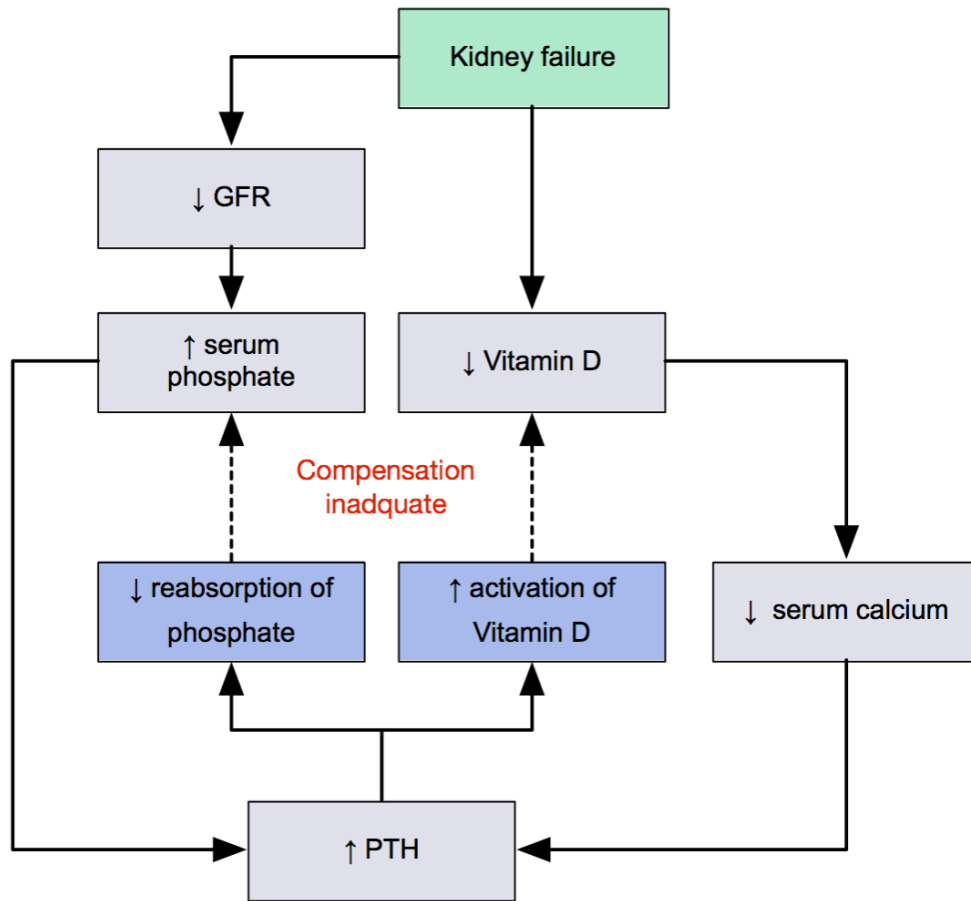 Kidney failure
↓ GFR
↑ serum
phosphate
↓ Vitamin D
Compensation
inadquate
↓ reabsorption of
phosphate
↑ activation of
Vitamin D
↓ serum calcium
↑ PTH